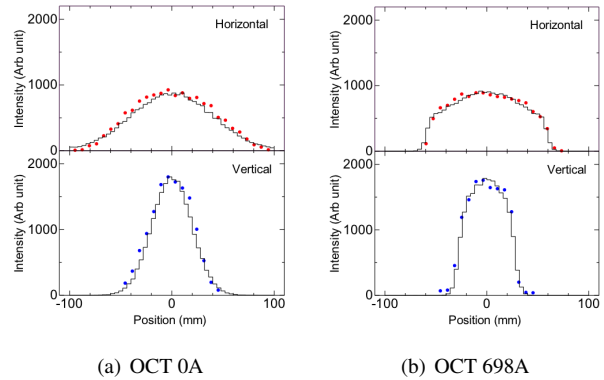 2000
Horizontal
1000
0
Intensity (Arb unit)
2000
Vertical
1000
0
Intensity (Arb unit)
-100 0 100
Position (mm)
(a) OCT 0A
2000
Horizontal
1000
0
Intensity (Arb unit)
2000
Vertical
1000
0
Intensity (Arb unit)
-100 0 100
Position (mm)
(b) OCT 698A